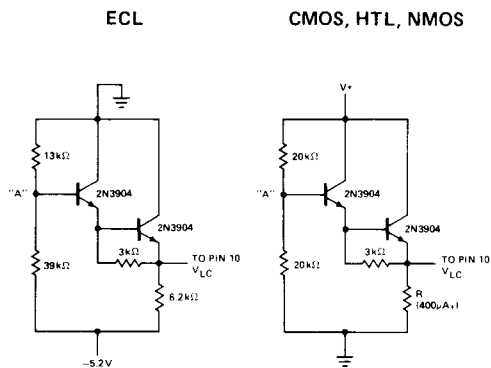 ECL
CMOS, HTL, NMOS
V+
13kΩ
2N3904
"A"
2N3904
3kΩ
TO PIN 10
VLC
39kΩ
6.2kΩ
–5.2V
20kΩ
2N3904
"A"
2N3904
3kΩ
TO PIN 10
VLC
20kΩ
R
(400µA+)